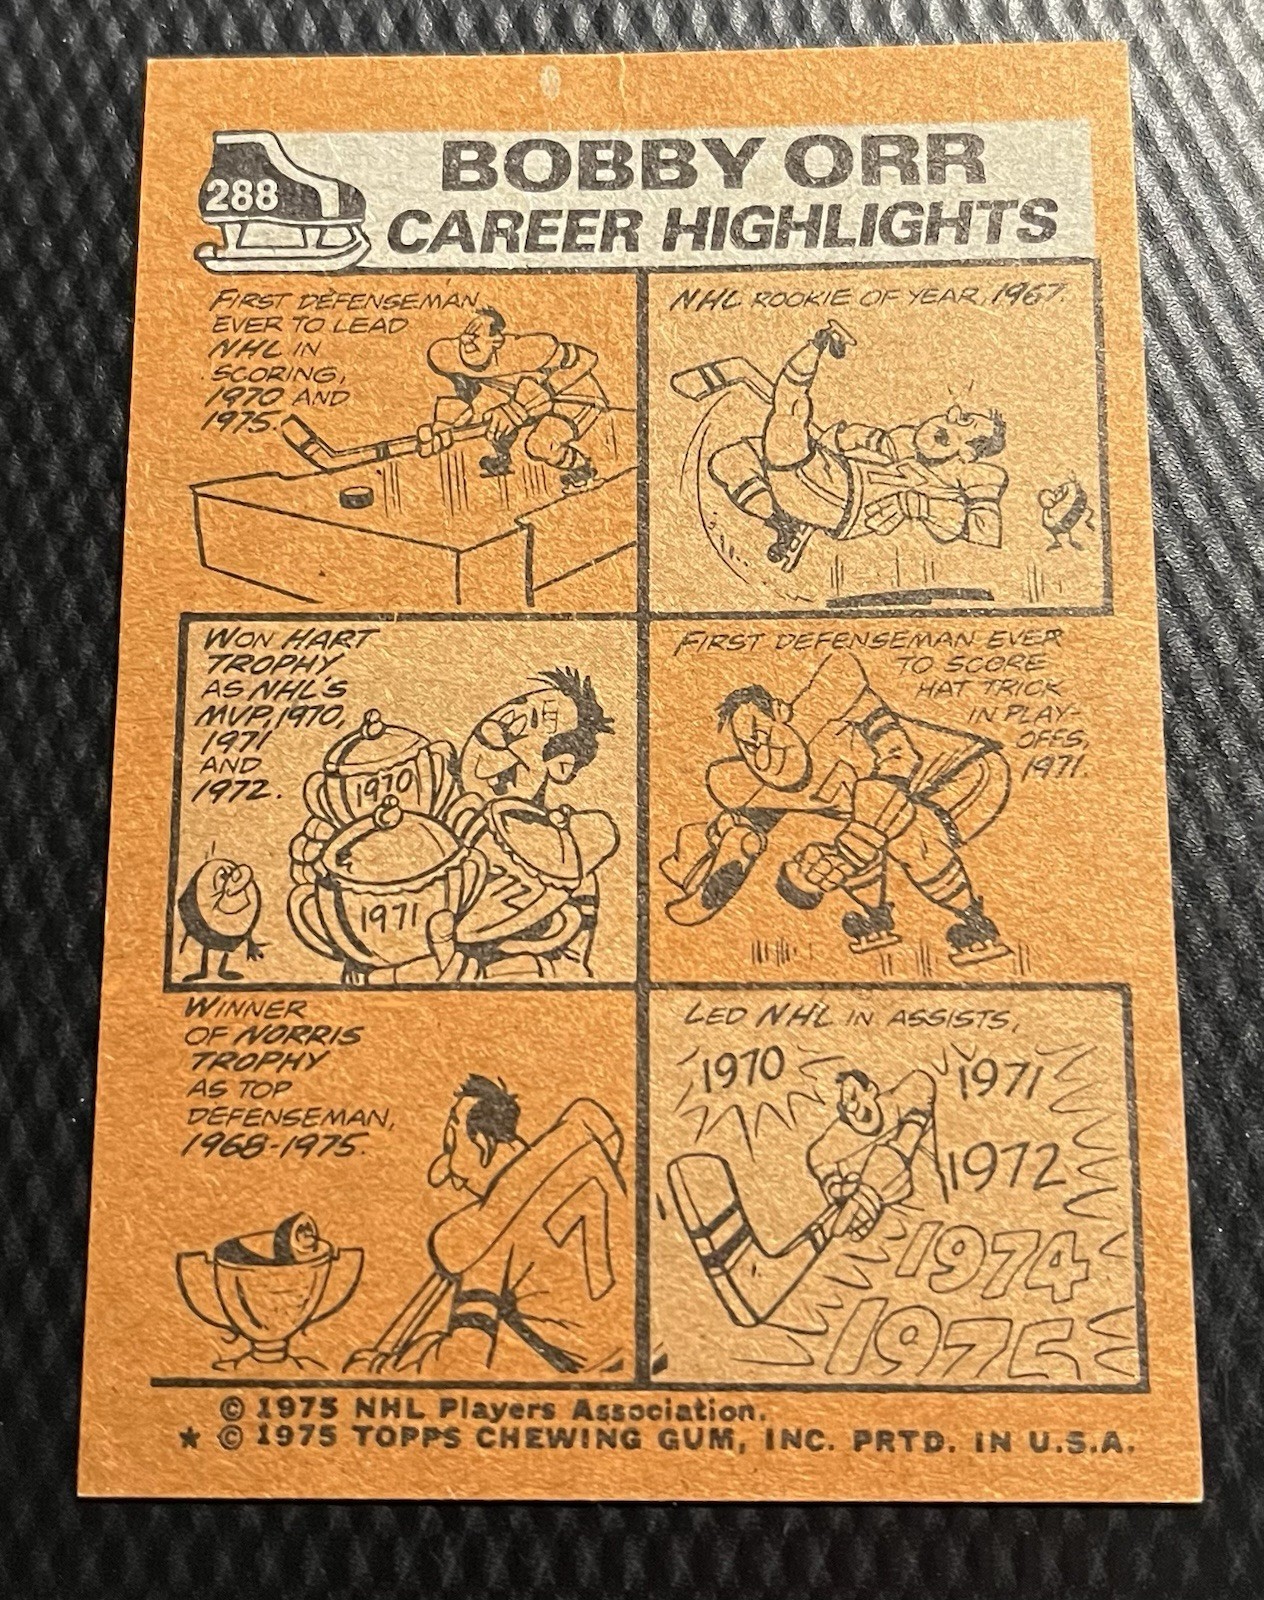 288
BOBBY ORR
CAREER HIGHLIGHTS
FIRST DEFENSEMAN
EVER TO LEAD
NHL IN
SCORING,
1970 AND
1975.
NHL ROOKIE OF YEAR, 1967.
WON HART
TROPHY
AS NHL'S
MVP, 1970,
1971
AND
1972.
1970
1971
72
FIRST DEFENSEMAN EVER
TO SCORE
HAT TRICK
IN PLAY-
OFFS,
1971.
WINNER
OF NORRIS
TROPHY
AS TOP
DEFENSEMAN,
1968-1975.
7
LED NHL IN ASSISTS,
1970
1971
1972
1974
1975
© 1975 NHL Players Association.
★ © 1975 TOPPS CHEWING GUM, INC. PRTD. IN U.S.A.